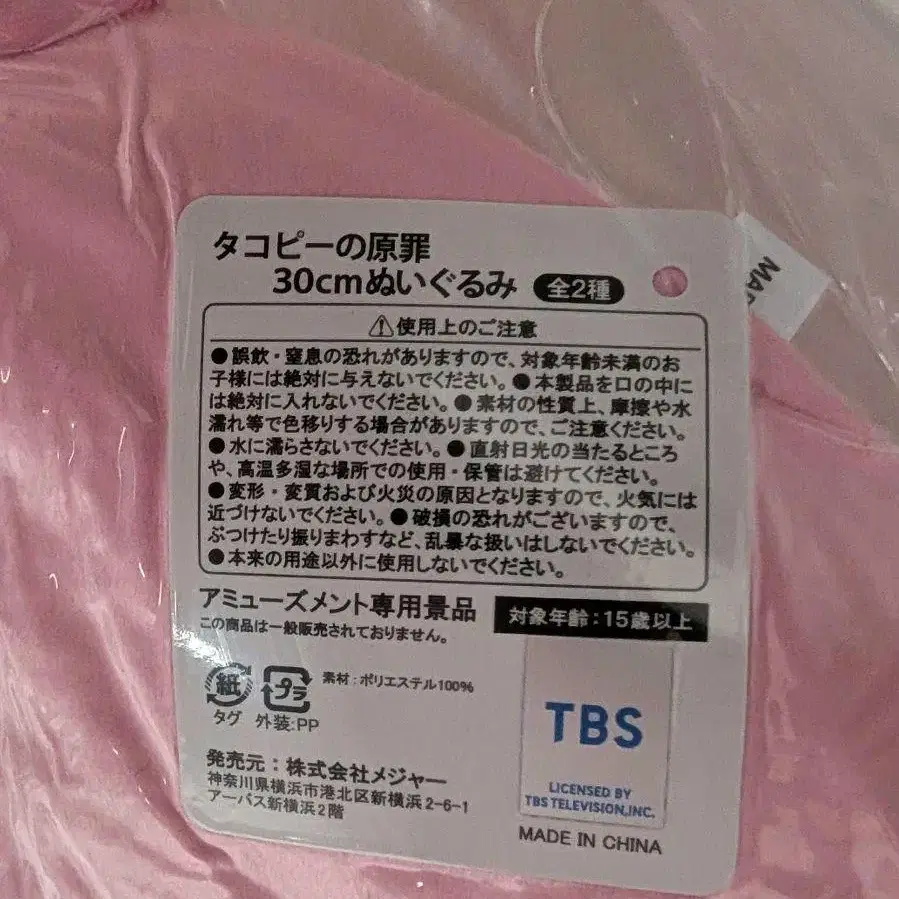 タコピーの原罪
30cmぬいぐるみ 全2種
⚠使用上のご注意
●誤飲・窒息の恐れがありますので、対象年齢未満のお
子様には絶対に与えないでください。●本製品を口の中に
は絶対に入れないでください。●素材の性質上、摩擦や水
濡れ等で色移りする場合がありますので、ご注意ください。
●水に濡らさないでください。●直射日光の当たるところ
や、高温多湿な場所での使用・保管は避けてください。
●変形・変質および火災の原因となりますので、火気には
近づけないでください。●破損の恐れがございますので、
ぶつけたり振りまわすなど、乱暴な扱いはしないでください。
●本来の用途以外に使用しないでください。
アミューズメント専用景品
この商品は一般販売されておりません。
対象年齢:15歳以上
紙 プラ 素材:ポリエステル100%
タグ 外装:PP
TBS
LICENSED BY
TBS TELEVISION,INC.
発売元:株式会社メジャー
神奈川県横浜市港北区新横浜2-6-1
アーバス新横浜2階
MADE IN CHINA